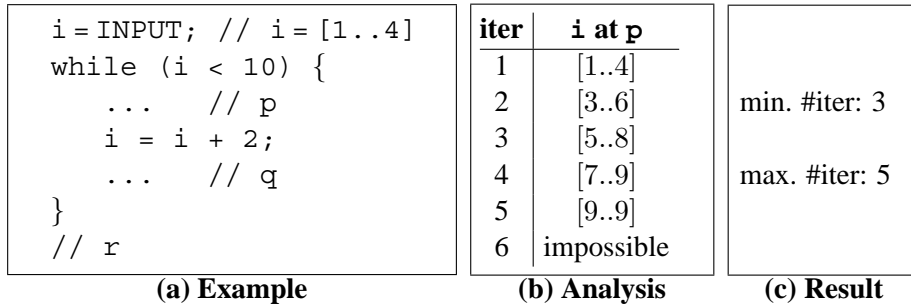 i = INPUT; // i = [1..4]
while (i < 10) {
... // p
i = i + 2;
... // q
}
// r
(a) Example
iter i at p
1 [1..4]
2 [3..6]
3 [5..8]
4 [7..9]
5 [9..9]
6 impossible
(b) Analysis
min. #iter: 3
max. #iter: 5
(c) Result